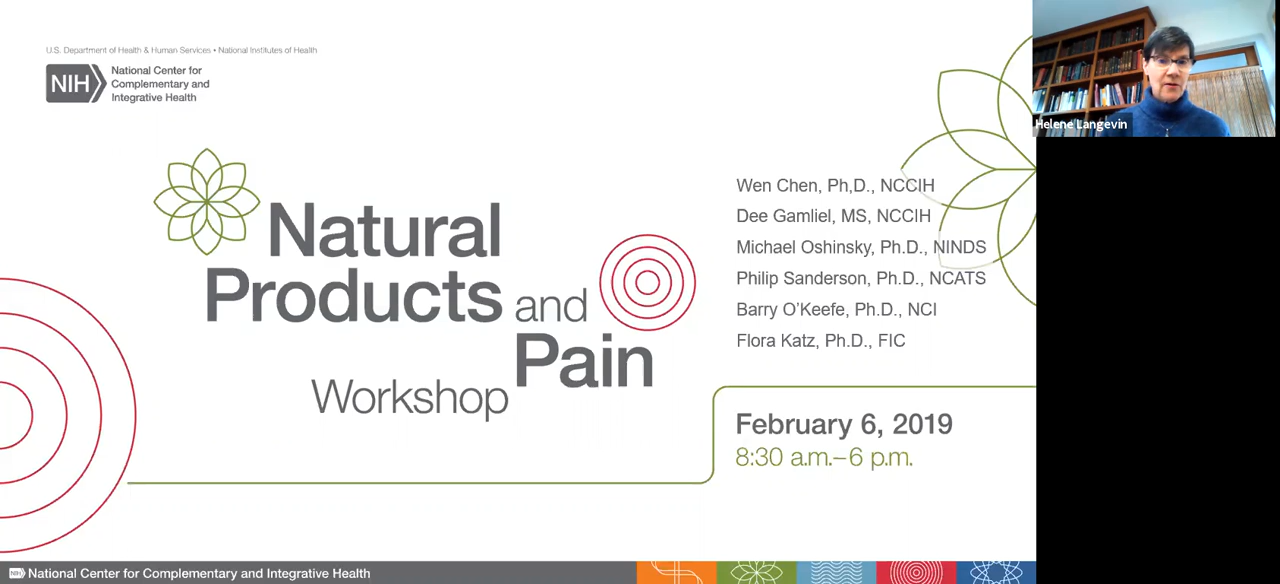 U.S. Department of Health & Human Services • National Institutes of Health
NIH
National Center for
Complementary and
Integrative Health
Natural
Products and
Pain
Workshop
Wen Chen, Ph,D., NCCIH
Dee Gamliel, MS, NCCIH
Michael Oshinsky, Ph.D., NINDS
Philip Sanderson, Ph.D., NCATS
Barry O'Keefe, Ph.D., NCI
Flora Katz, Ph.D., FIC
February 6, 2019
8:30 a.m.–6 p.m.
Helene Langevin
NIH National Center for Complementary and Integrative Health